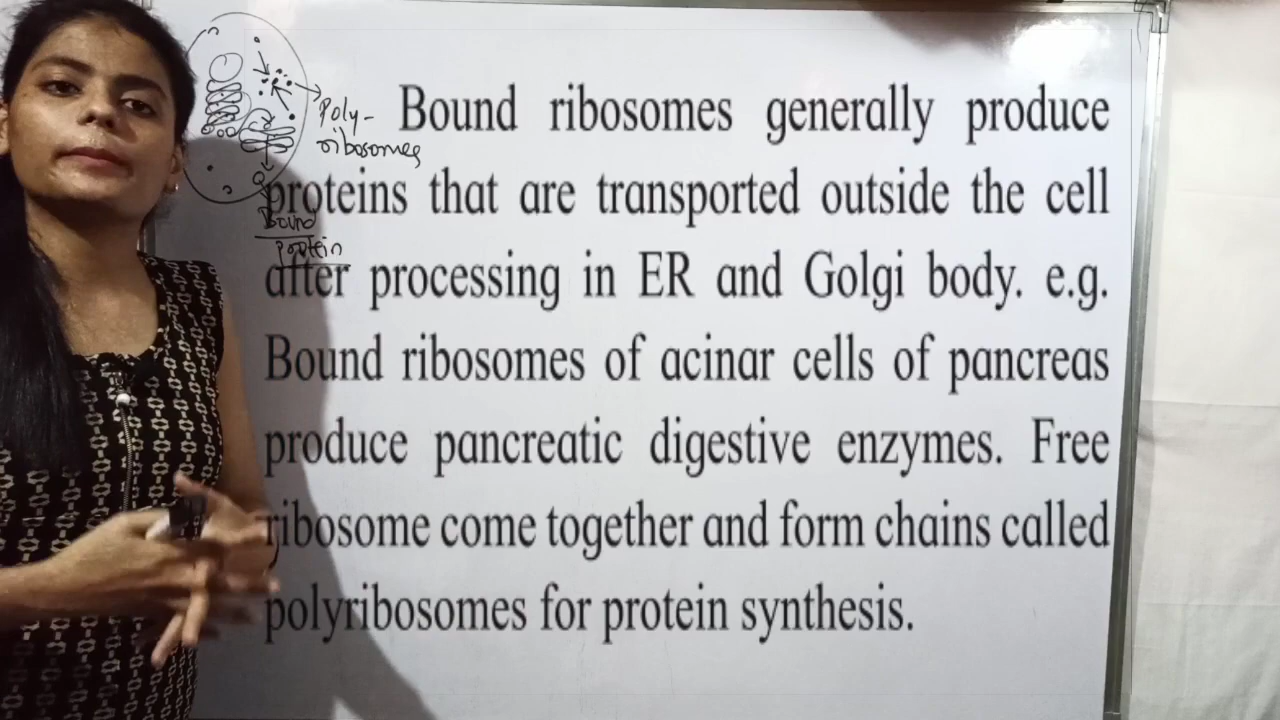 Poly-
ribosomes
Bound
protein
Bound ribosomes generally produce
proteins that are transported outside the cell
after processing in ER and Golgi body. e.g.
Bound ribosomes of acinar cells of pancreas
produce pancreatic digestive enzymes. Free
ribosome come together and form chains called
polyribosomes for protein synthesis.